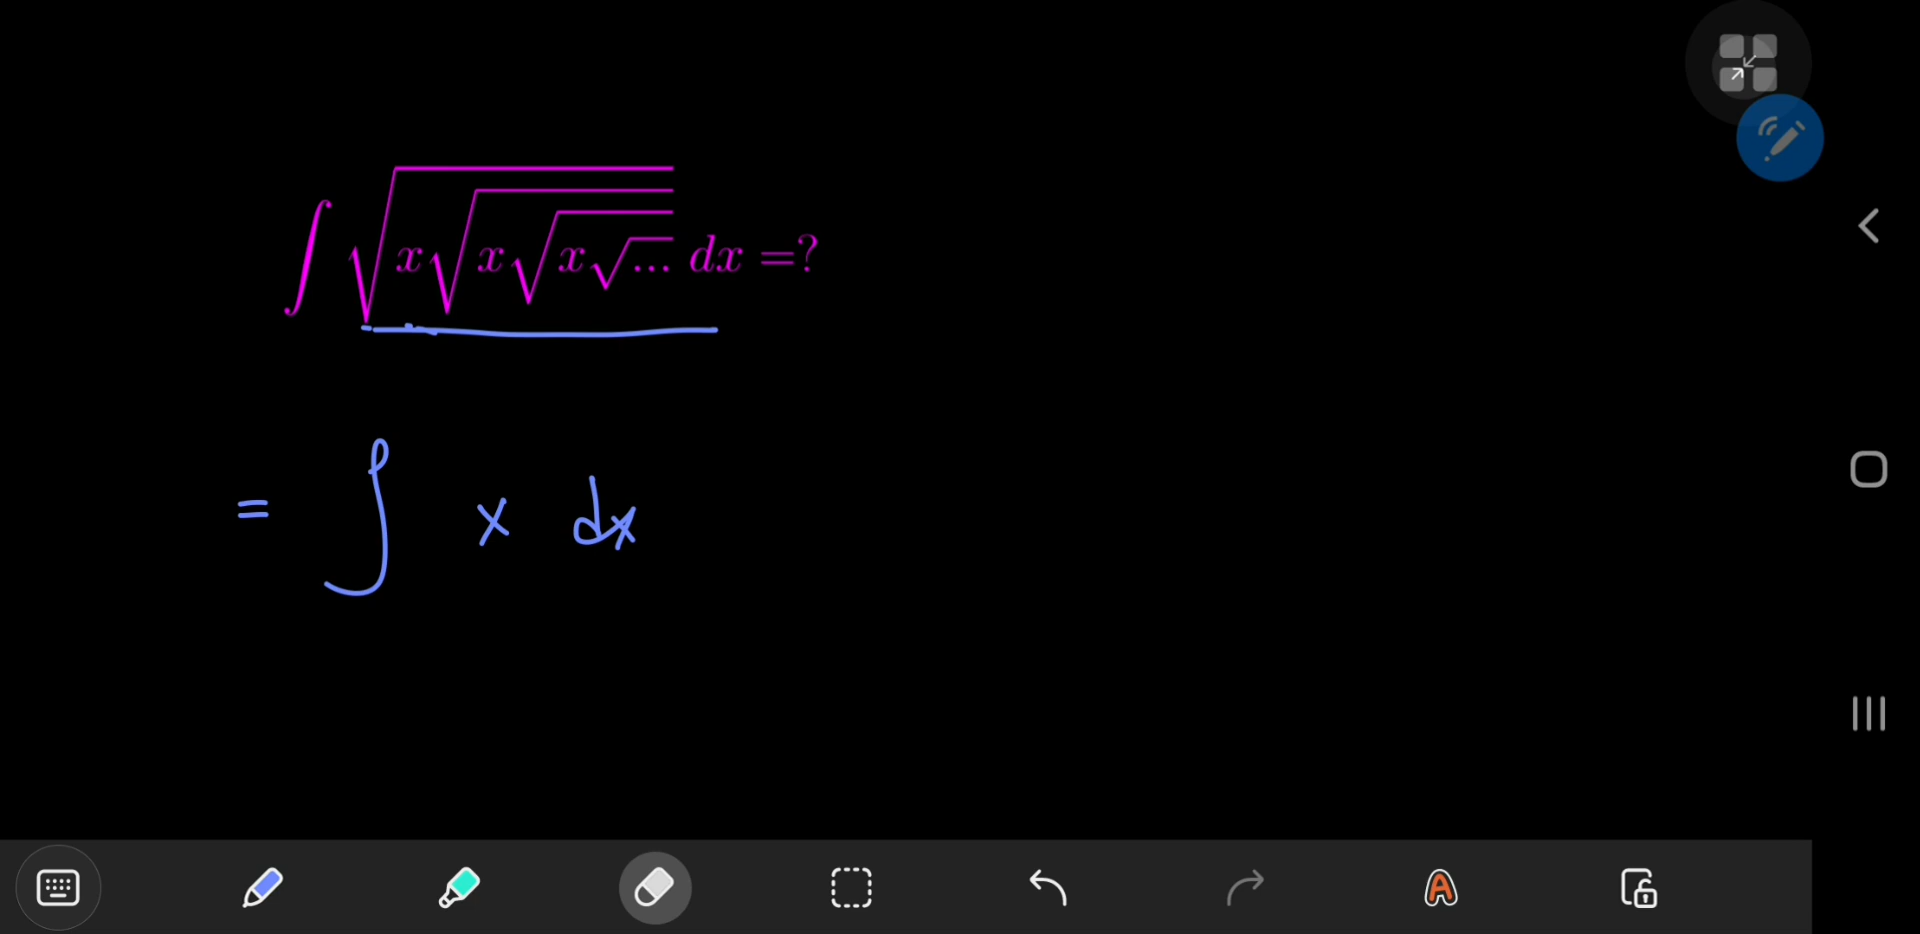 ∫ √(x√(x√(x√...))) dx =?
= ∫ x dx
A